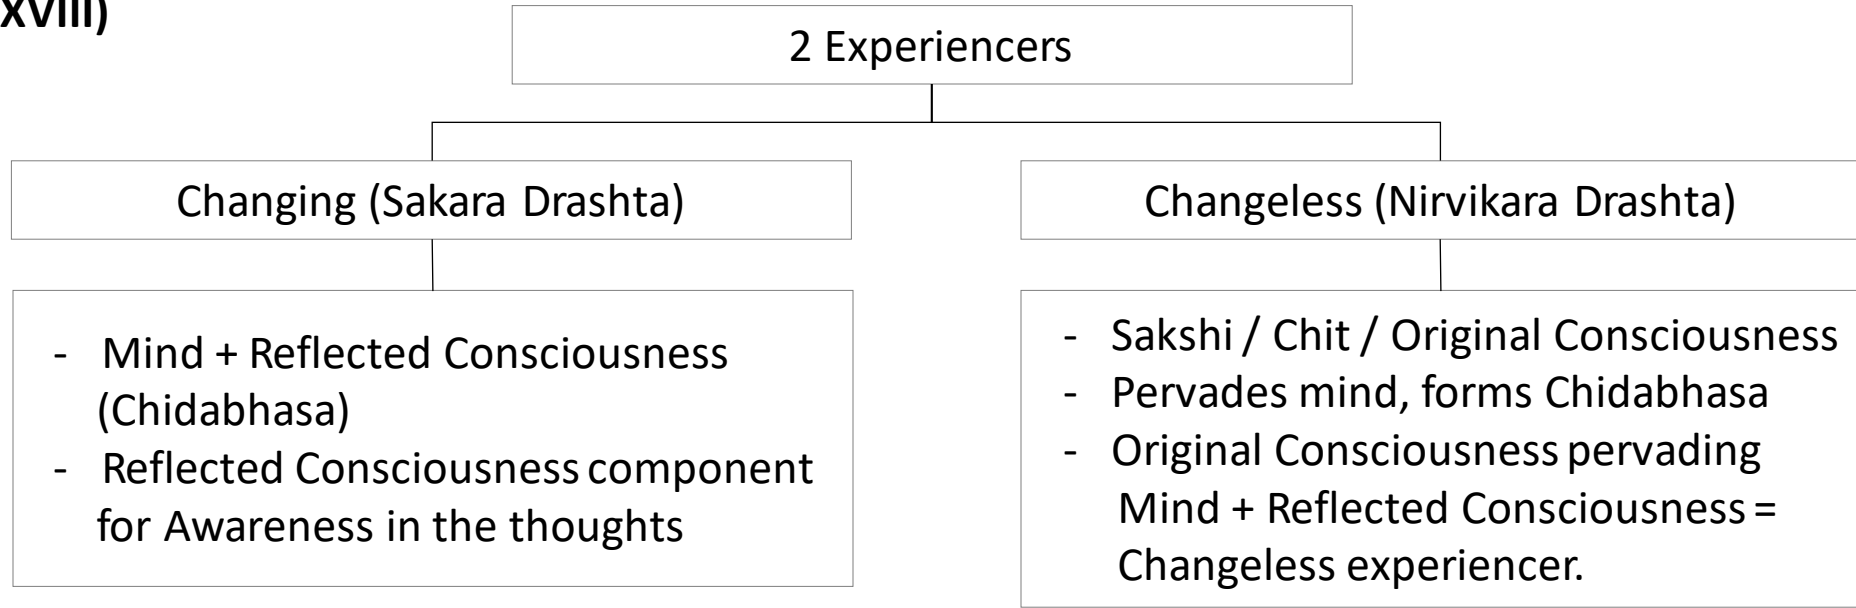 XVIII)
2 Experiencers
Changing (Sakara Drashta)
Changeless (Nirvikara Drashta)
- Mind + Reflected Consciousness
(Chidabhasa)
- Reflected Consciousness component
for Awareness in the thoughts
- Sakshi / Chit / Original Consciousness
- Pervades mind, forms Chidabhasa
- Original Consciousness pervading
Mind + Reflected Consciousness =
Changeless experiencer.